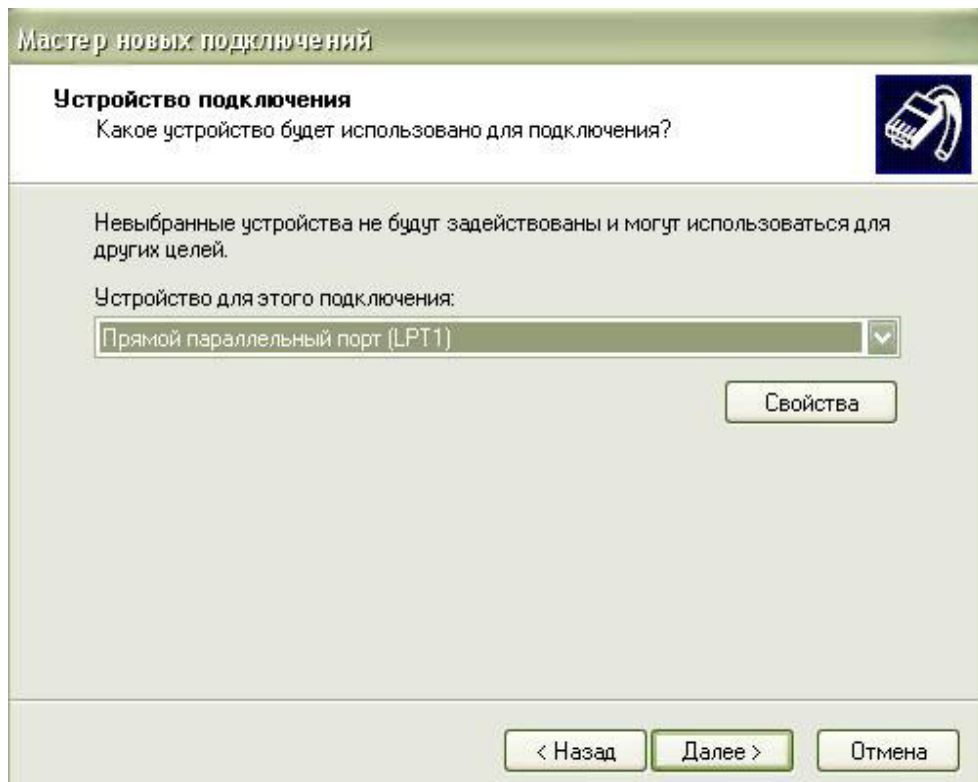 Мастер новых подключений
Устройство подключения
Какое устройство будет использовано для подключения?
Невыбранные устройства не будут задействованы и могут использоваться для
других целей.
Устройство для этого подключения:
Прямой параллельный порт (LPT1)
Свойства
< Назад
Далее >
Отмена